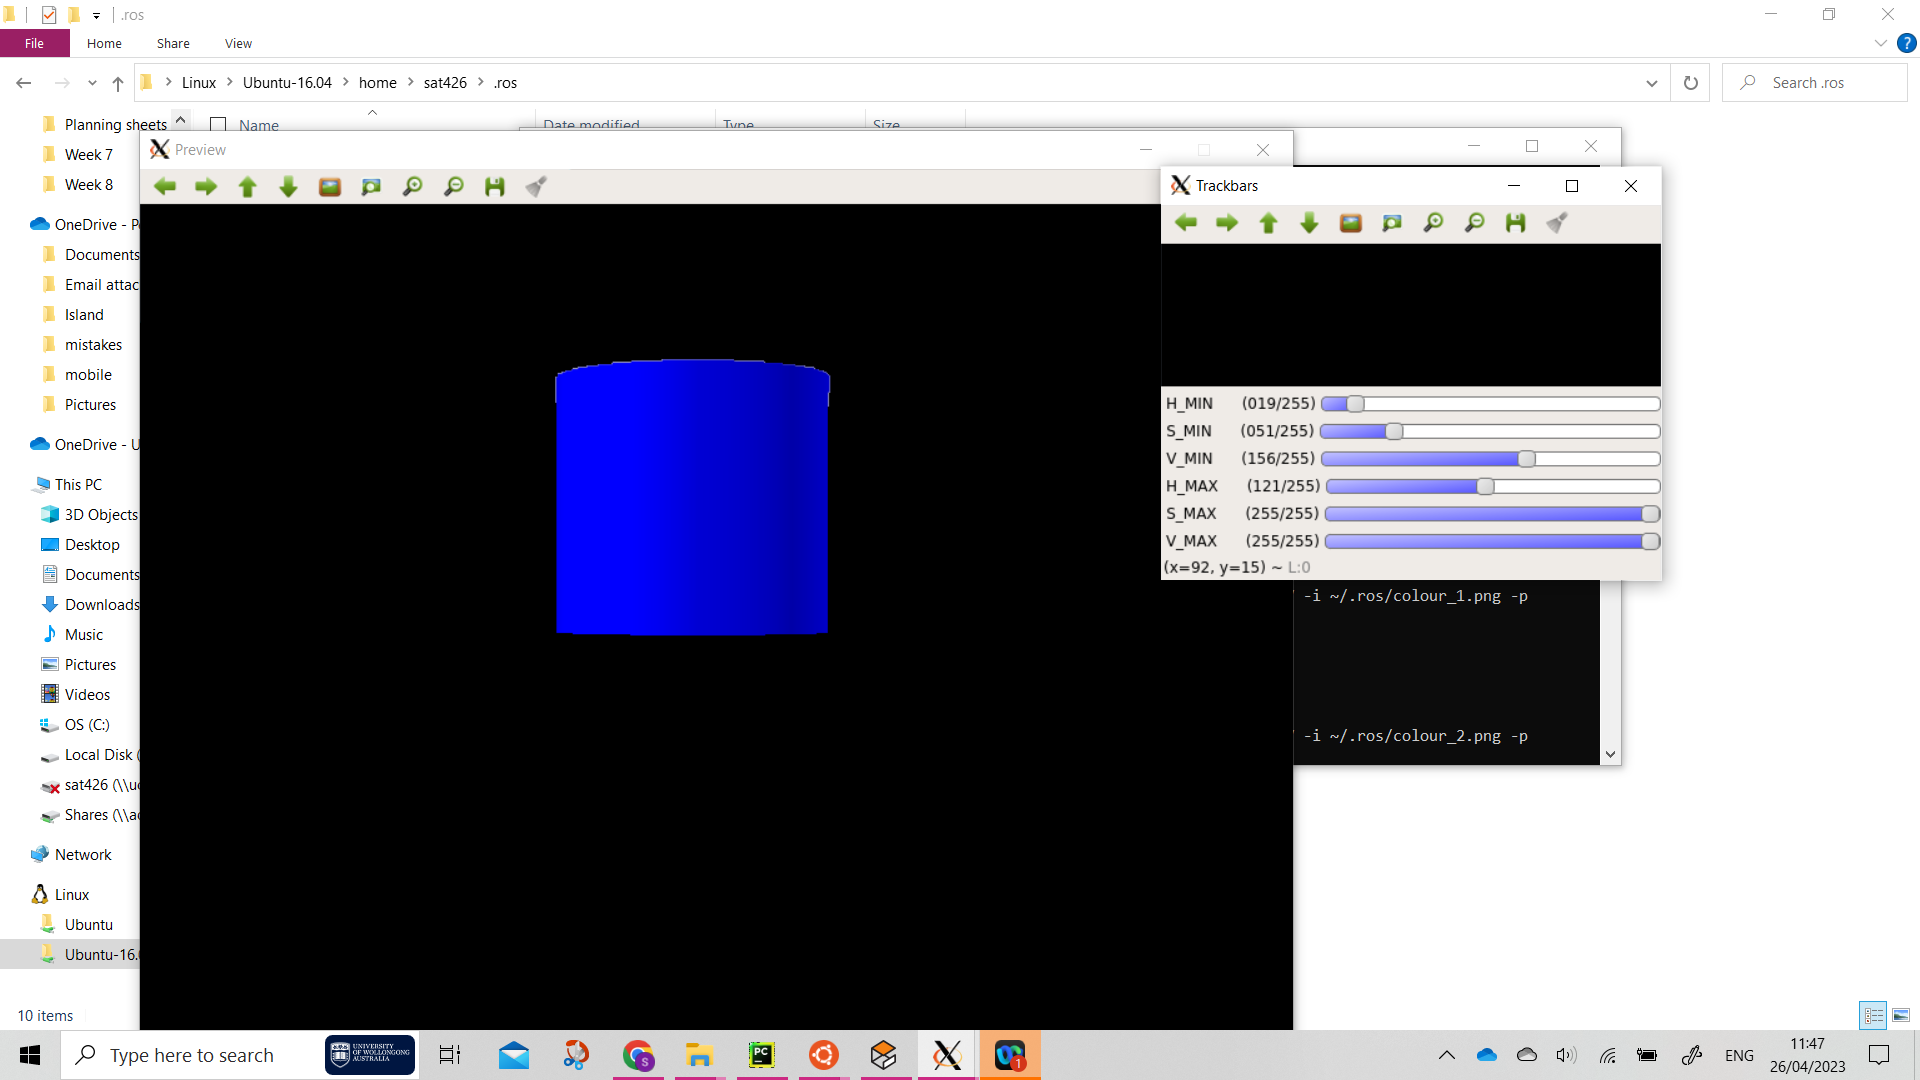 .ros
File Home Share View
Linux Ubuntu-16.04 home sat426 .ros
Search .ros
Name Date modified Type Size
Planning sheets
Week 7
Week 8
OneDrive - P
Documents
Email attac
Island
mistakes
mobile
Pictures
OneDrive - U
This PC
3D Objects
Desktop
Documents
Downloads
Music
Pictures
Videos
OS (C:)
Local Disk (
sat426 (\\uc
Shares (\\ac
Network
Linux
Ubuntu
Ubuntu-16.
10 items
Preview
Trackbars
H_MIN (019/255)
S_MIN (051/255)
V_MIN (156/255)
H_MAX (121/255)
S_MAX (255/255)
V_MAX (255/255)
(x=92, y=15) ~ L:0
-i ~/.ros/colour_1.png -p
-i ~/.ros/colour_2.png -p
Type here to search
UNIVERSITY
OF WOLLONGONG
AUSTRALIA
PC
S
1
ENG
11:47
26/04/2023